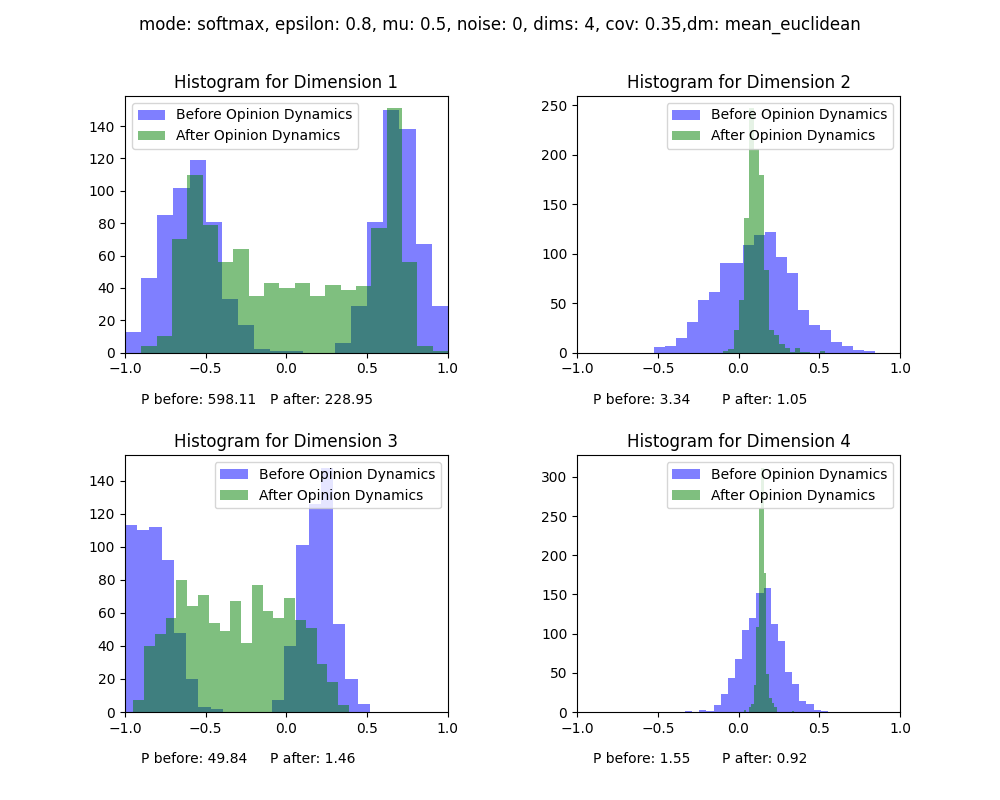 mode: softmax, epsilon: 0.8, mu: 0.5, noise: 0, dims: 4, cov: 0.35,dm: mean_euclidean
Histogram for Dimension 1
Before Opinion Dynamics
After Opinion Dynamics
140
120
100
80
60
40
20
0
−1.0 −0.5 0.0 0.5 1.0
P before: 598.11 P after: 228.95
Histogram for Dimension 2
Before Opinion Dynamics
After Opinion Dynamics
250
200
150
100
50
0
−1.0 −0.5 0.0 0.5 1.0
P before: 3.34 P after: 1.05
Histogram for Dimension 3
Before Opinion Dynamics
After Opinion Dynamics
140
120
100
80
60
40
20
0
−1.0 −0.5 0.0 0.5 1.0
P before: 49.84 P after: 1.46
Histogram for Dimension 4
Before Opinion Dynamics
After Opinion Dynamics
300
250
200
150
100
50
0
−1.0 −0.5 0.0 0.5 1.0
P before: 1.55 P after: 0.92